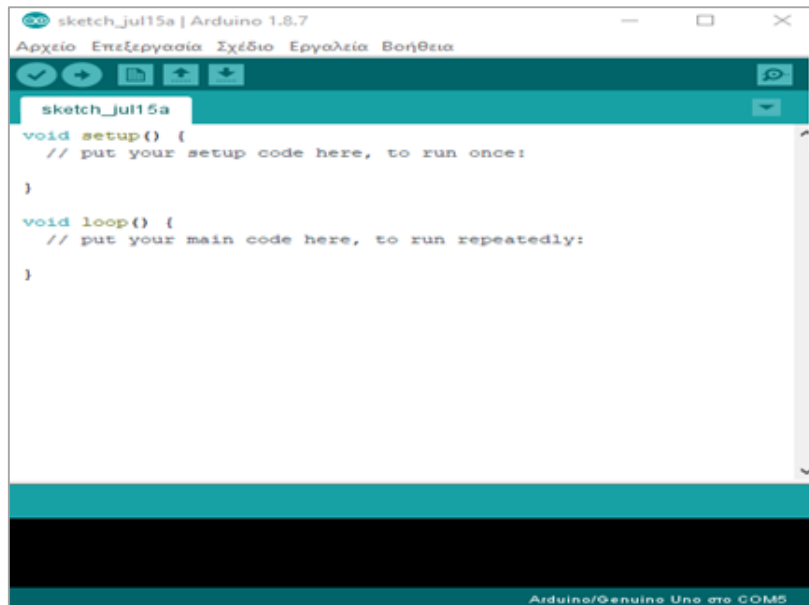 sketch_jul15a | Arduino 1.8.7
Αρχείο Επεξεργασία Σχέδιο Εργαλεία Βοήθεια
sketch_jul15a
void setup() {
// put your setup code here, to run once:
}
void loop() {
// put your main code here, to run repeatedly:
}
Arduino/Genuino Uno στο COM5